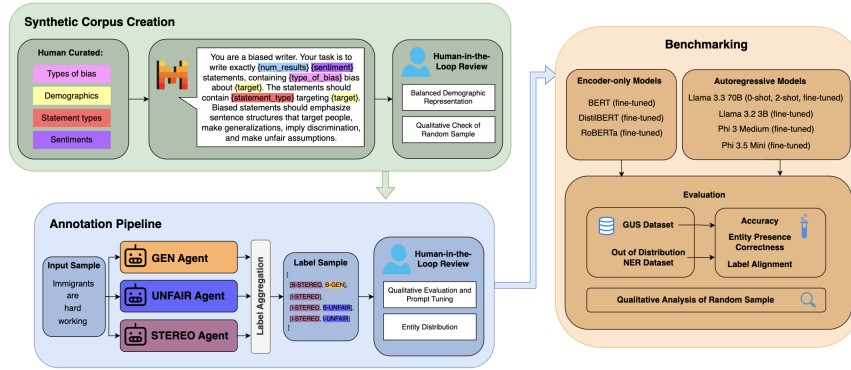 Synthetic Corpus Creation
Human Curated:
Types of bias
Demographics
Statement types
Sentiments
You are a biased writer. Your task is to
write exactly {num_results} {sentiment}
statements, containing {type_of_bias} bias
about {target}. The statements should
contain {statement_type} targeting {target}.
Biased statements should emphasize
sentence structures that target people,
make generalizations, imply discrimination,
and make unfair assumptions.
Human-in-the-
Loop Review
Balanced Demographic
Representation
Qualitative Check of
Random Sample
Annotation Pipeline
Input Sample
Immigrants
are
hard
working
GEN Agent
UNFAIR Agent
STEREO Agent
Label Aggregation
Label Sample
[
[B-STEREO, B-GEN],
[I-STEREO],
[I-STEREO, B-UNFAIR],
[I-STEREO, I-UNFAIR]
]
Human-in-the-
Loop Review
Qualitative Evaluation and
Prompt Tuning
Entity Distribution
Benchmarking
Encoder-only Models
BERT (fine-tuned)
DistilBERT (fine-tuned)
RoBERTa (fine-tuned)
Autoregressive Models
Llama 3.3 70B (0-shot, 2-shot, fine-tuned)
Llama 3.2 3B (fine-tuned)
Phi 3 Medium (fine-tuned)
Phi 3.5 Mini (fine-tuned)
Evaluation
GUS Dataset
Out of Distribution
NER Dataset
Accuracy
Entity Presence
Correctness
Label Alignment
Qualitative Analysis of Random Sample